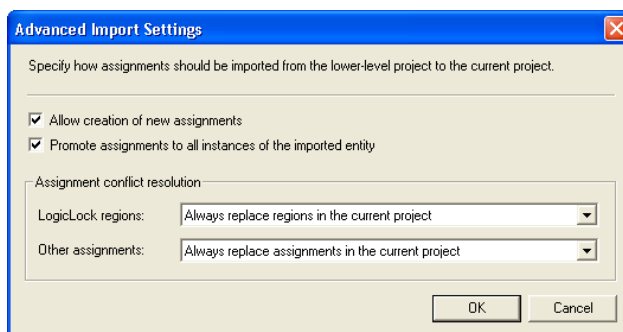 Advanced Import Settings
Specify how assignments should be imported from the lower-level project to the current project.
Allow creation of new assignments
Promote assignments to all instances of the imported entity
Assignment conflict resolution
LogicLock regions: Always replace regions in the current project
Other assignments: Always replace assignments in the current project
OK Cancel